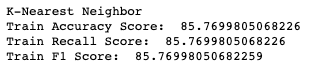 K-Nearest Neighbor
Train Accuracy Score:  85.7699805068226
Train Recall Score:  85.7699805068226
Train F1 Score:  85.76998050682259